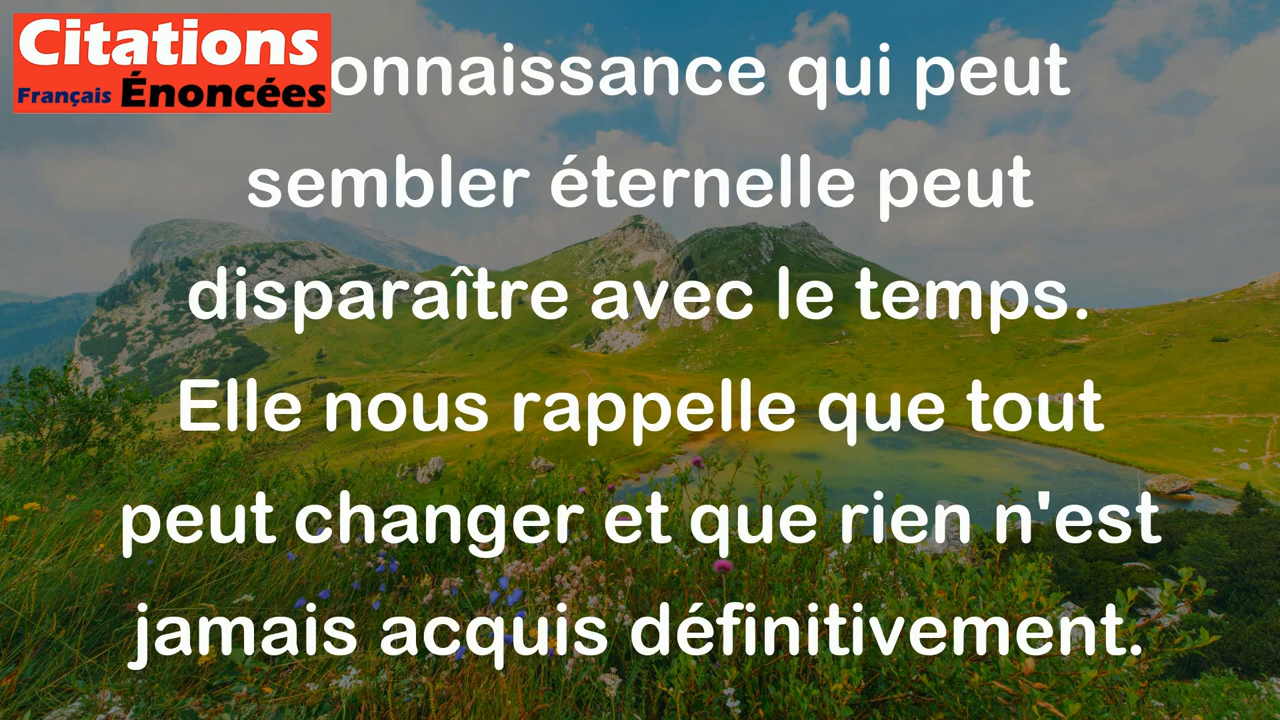 Citations
Français Énoncées
onnaissance qui peut
sembler éternelle peut
disparaître avec le temps.
Elle nous rappelle que tout
peut changer et que rien n'est
jamais acquis définitivement.